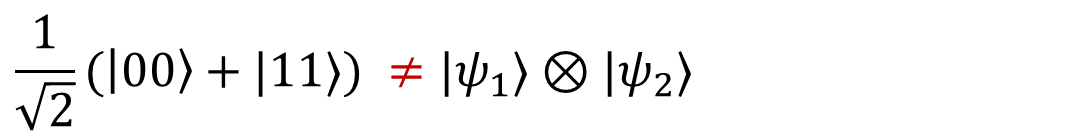 1/√2 (|00⟩ + |11⟩) ≠ |ψ₁⟩ ⊗ |ψ₂⟩